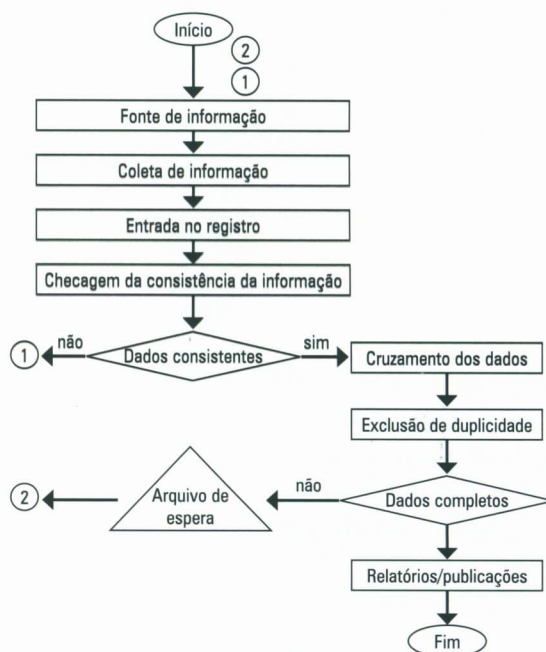 Início
2
1
Fonte de informação
Coleta de informação
Entrada no registro
Checagem da consistência da informação
1
não
Dados consistentes
sim
Cruzamento dos dados
Exclusão de duplicidade
2
Arquivo de
espera
não
Dados completos
Relatórios/publicações
Fim